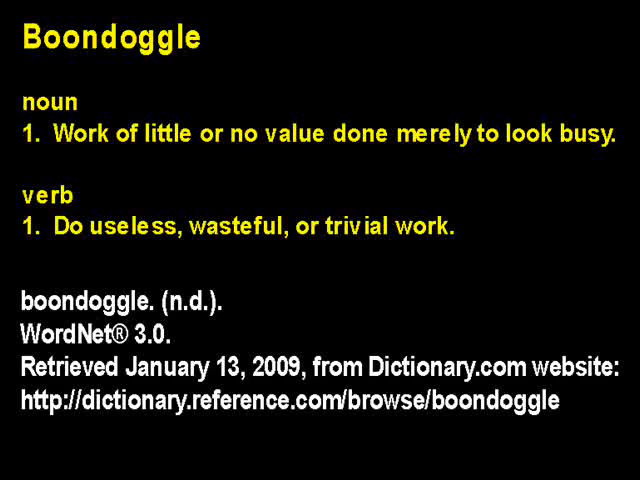 Boondoggle
noun
1. Work of little or no value done merely to look busy.
verb
1. Do useless, wasteful, or trivial work.
boondoggle. (n.d.).
WordNet® 3.0.
Retrieved January 13, 2009, from Dictionary.com website:
http://dictionary.reference.com/browse/boondoggle